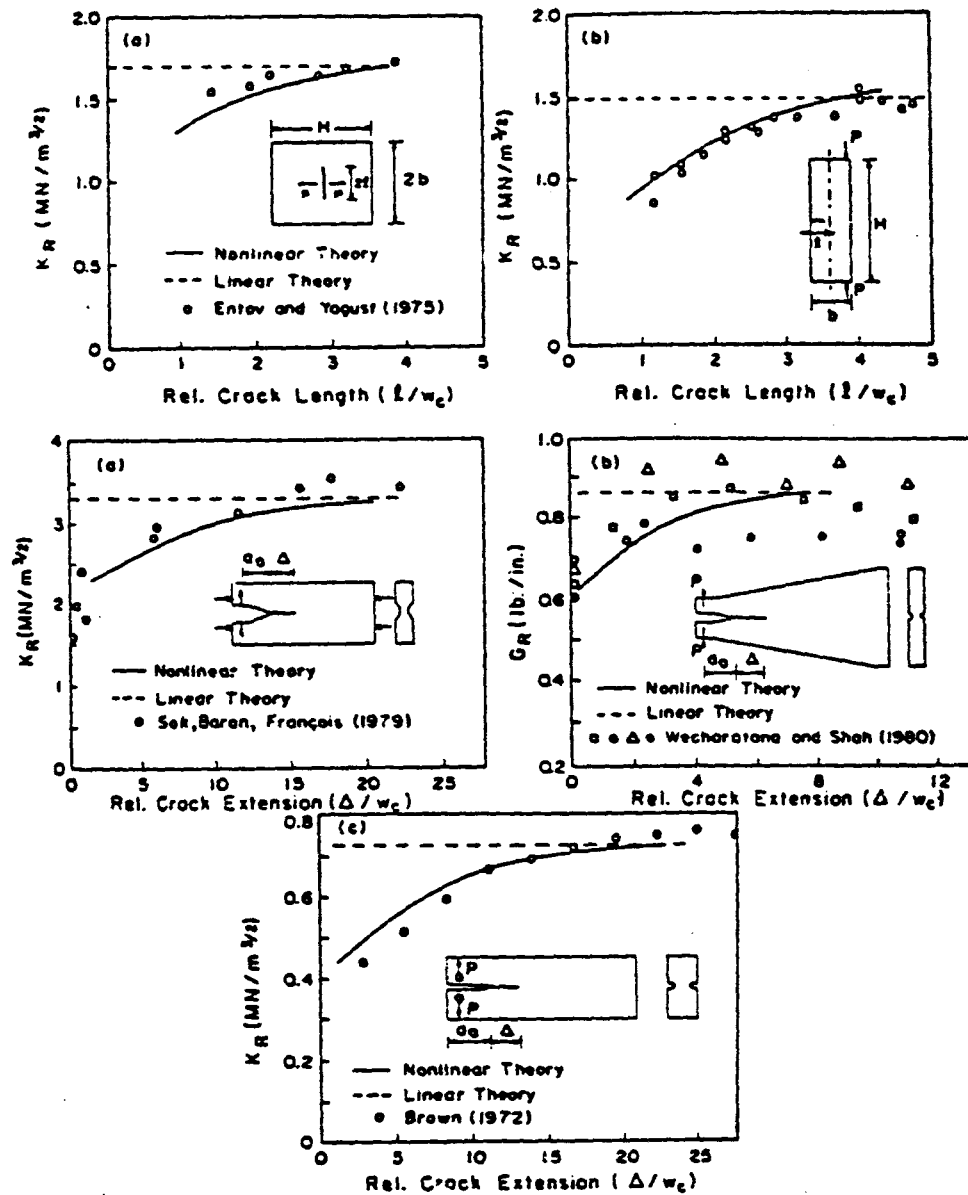 2.0
(a)
1.5
1.0
0.5
0
K_R (MN/m^3/2)
H
2b
Nonlinear Theory
Linear Theory
Entov and Yagust (1975)
0 1 2 3 4 5
Rel. Crack Length (ℓ/w_c)
2.0
(b)
1.5
1.0
0.5
0
K_R (MN/m^3/2)
P
H
P
b
0 1 2 3 4 5
Rel. Crack Length (ℓ/w_c)
4
(a)
3
2
1
0
K_R (MN/m^3/2)
a_0 Δ
Nonlinear Theory
Linear Theory
Sok, Baron, François (1979)
0 5 10 15 20 25
Rel. Crack Extension (Δ/w_c)
1.0
(b)
0.8
0.6
0.4
0.2
G_R (lb./in.)
P
P
a_0 Δ
Nonlinear Theory
Linear Theory
Wecharatana and Shah (1980)
0 4 8 12
Rel. Crack Extension (Δ/w_c)
0.8
(c)
0.6
0.4
0.2
0
K_R (MN/m^3/2)
P
P
a_0 Δ
Nonlinear Theory
Linear Theory
Brown (1972)
0 5 10 15 20 25
Rel. Crack Extension (Δ/w_c)